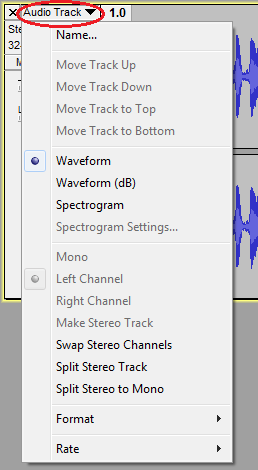 Audio Track 1.0
Ste
Name...
32
M
Move Track Up
Move Track Down
Move Track to Top
L
Move Track to Bottom
Waveform
Waveform (dB)
Spectrogram
Spectrogram Settings...
Mono
Left Channel
Right Channel
Make Stereo Track
Swap Stereo Channels
Split Stereo Track
Split Stereo to Mono
Format
Rate